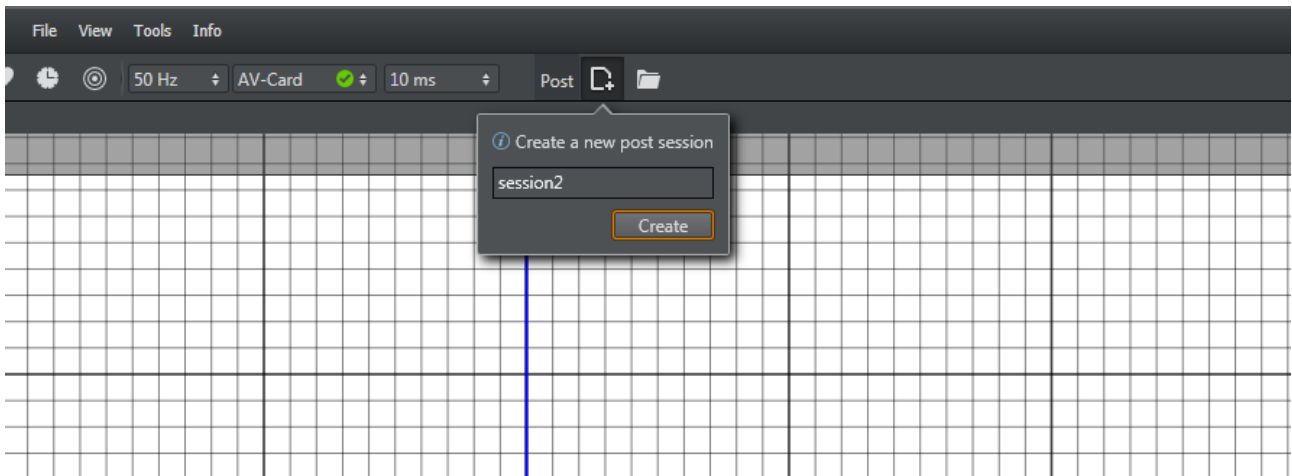 File View Tools Info
50 Hz AV-Card 10 ms Post
Create a new post session
session2
Create